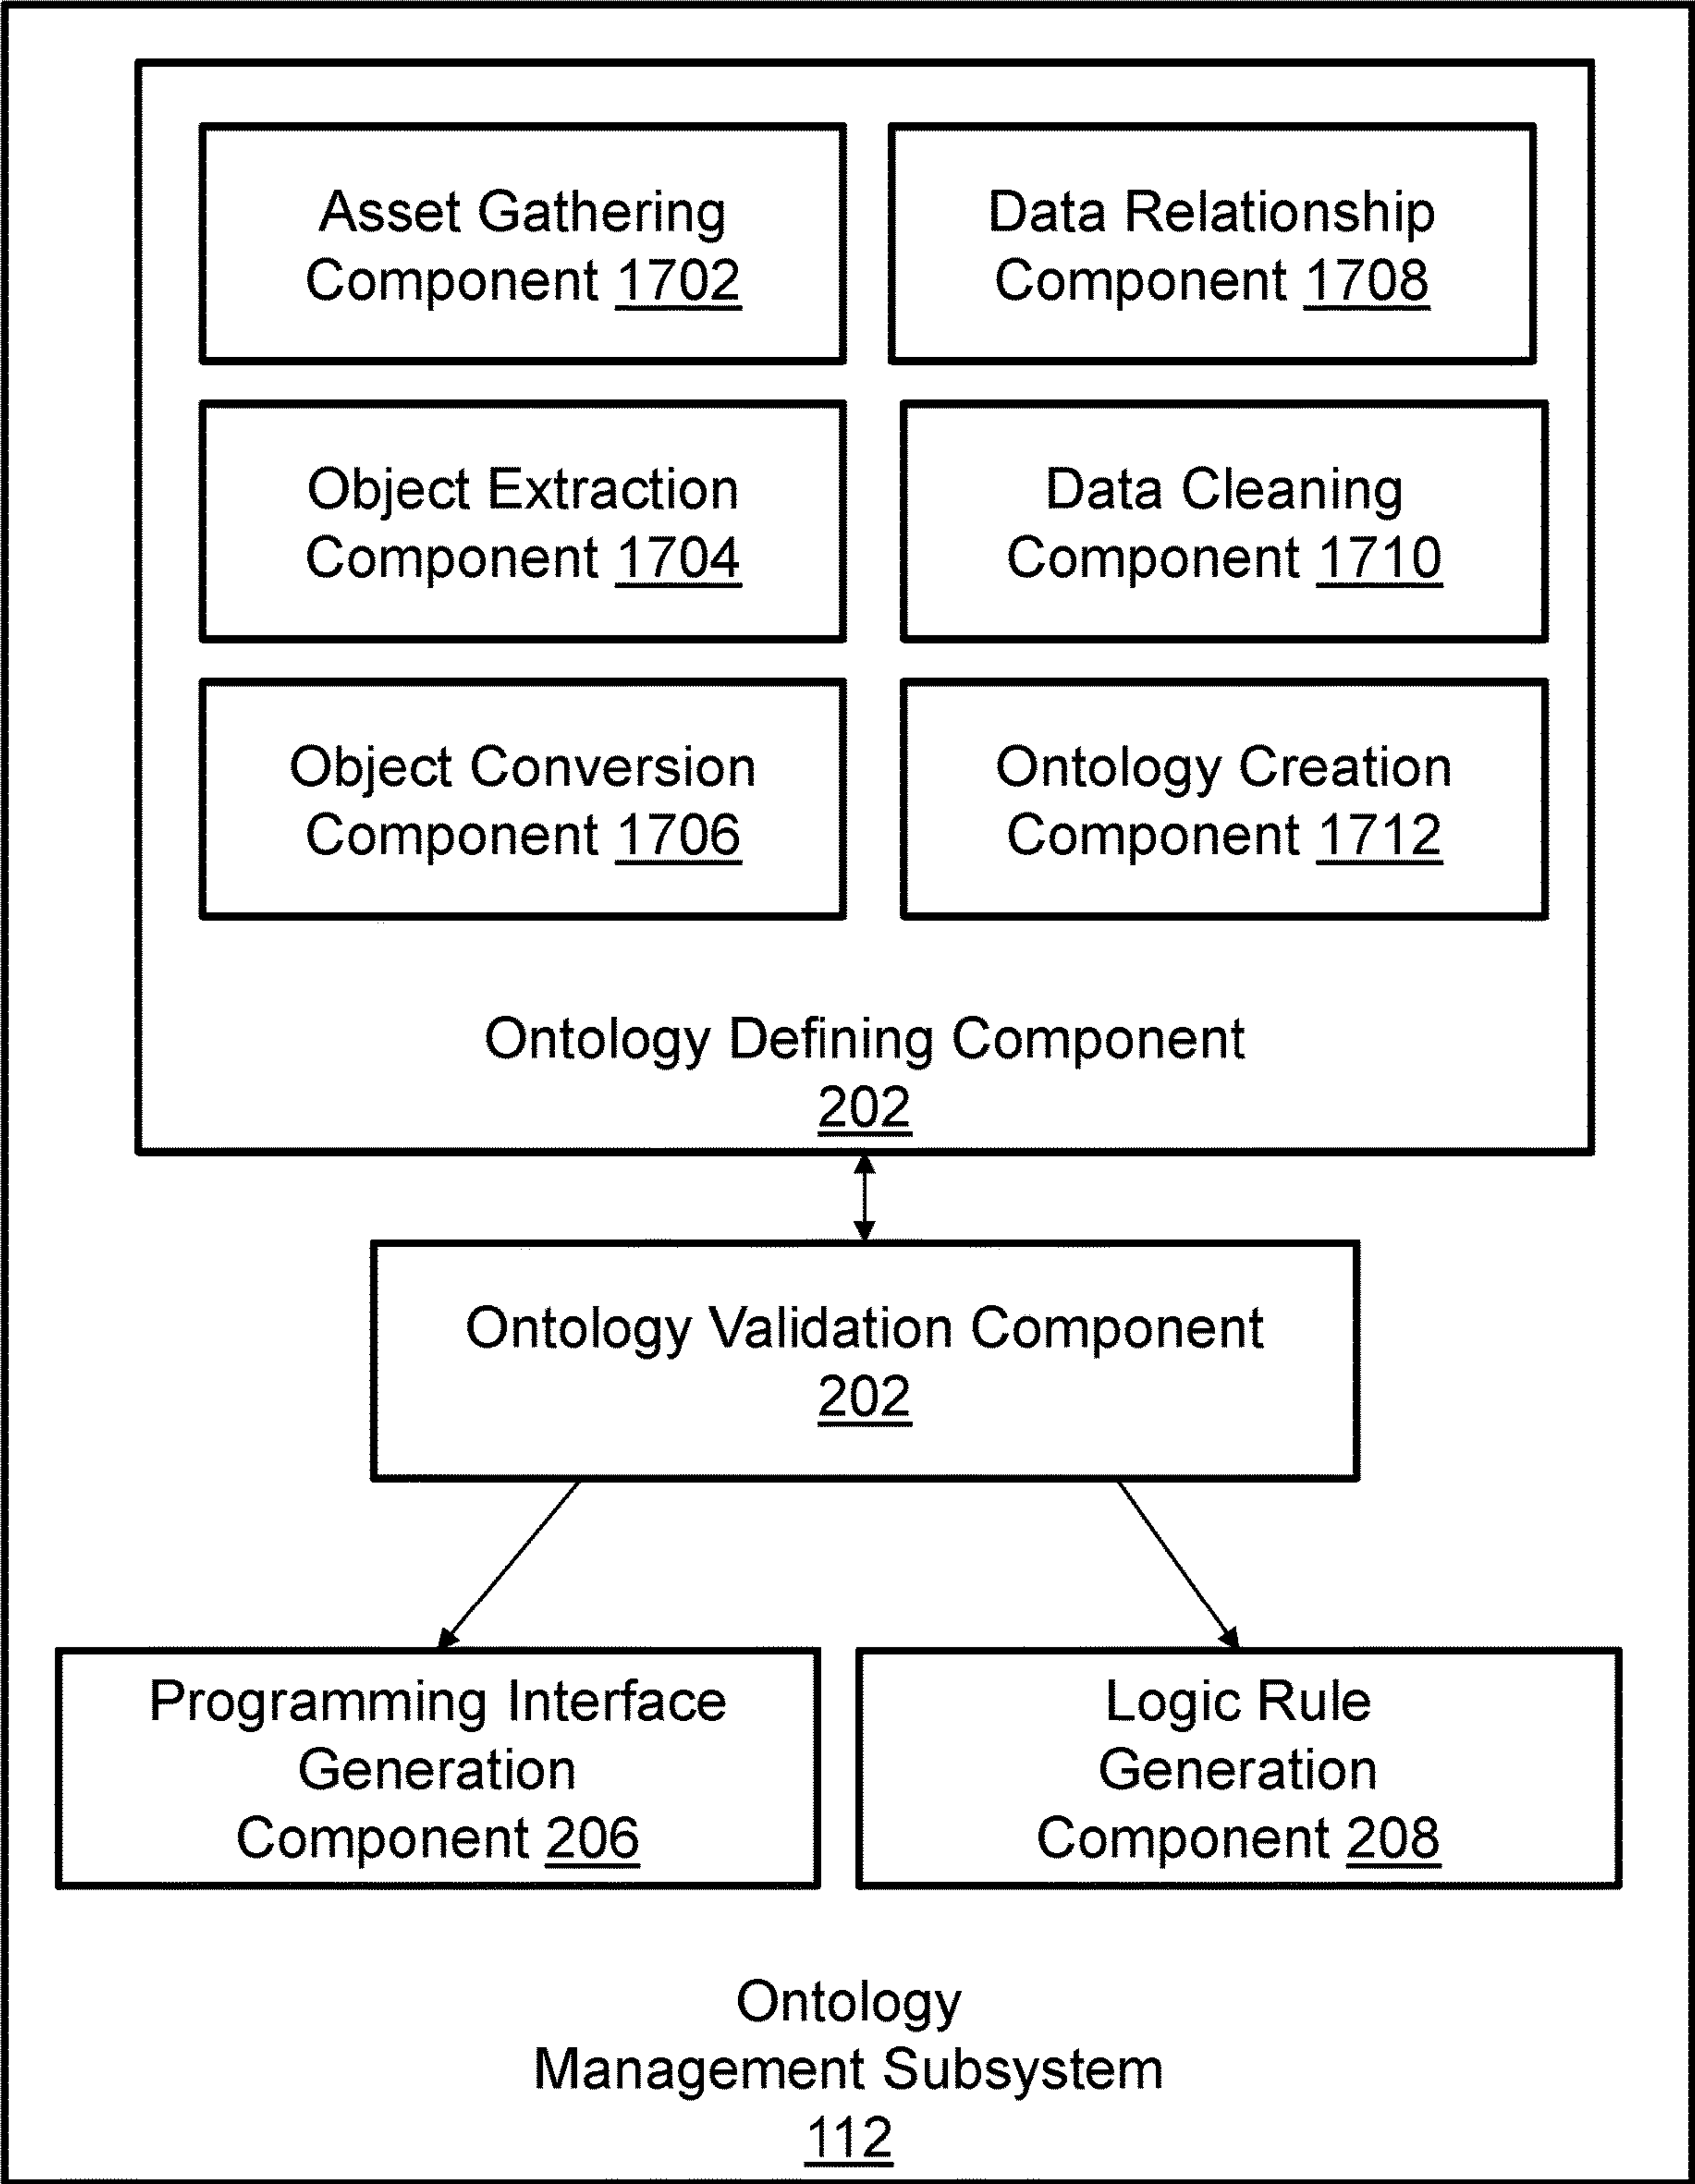 Asset Gathering
Component 1702
Data Relationship
Component 1708
Object Extraction
Component 1704
Data Cleaning
Component 1710
Object Conversion
Component 1706
Ontology Creation
Component 1712
Ontology Defining Component
202
Ontology Validation Component
202
Programming Interface
Generation
Component 206
Logic Rule
Generation
Component 208
Ontology
Management Subsystem
112